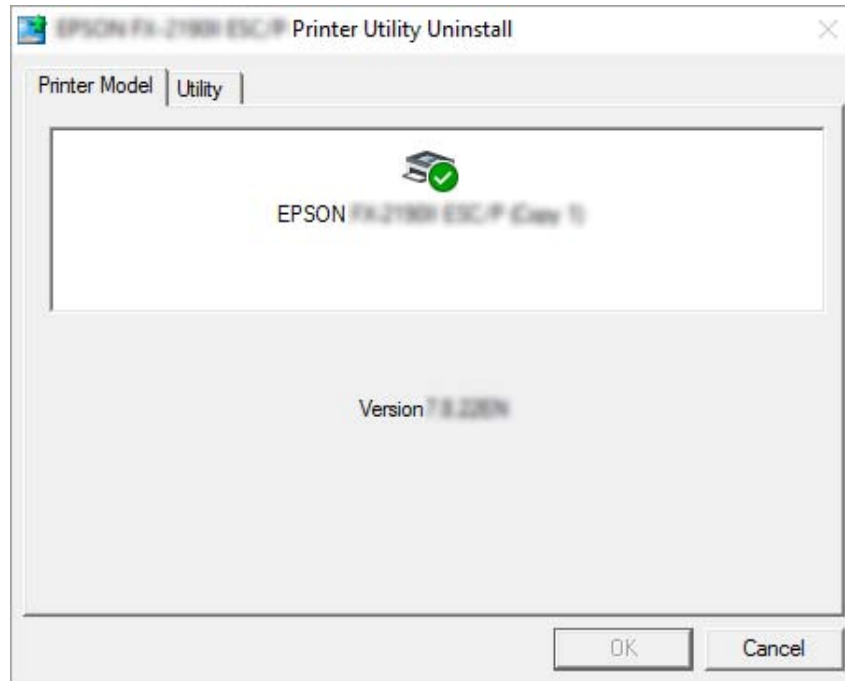 Printer Utility Uninstall
Printer Model
Utility
EPSON
Version
OK
Cancel